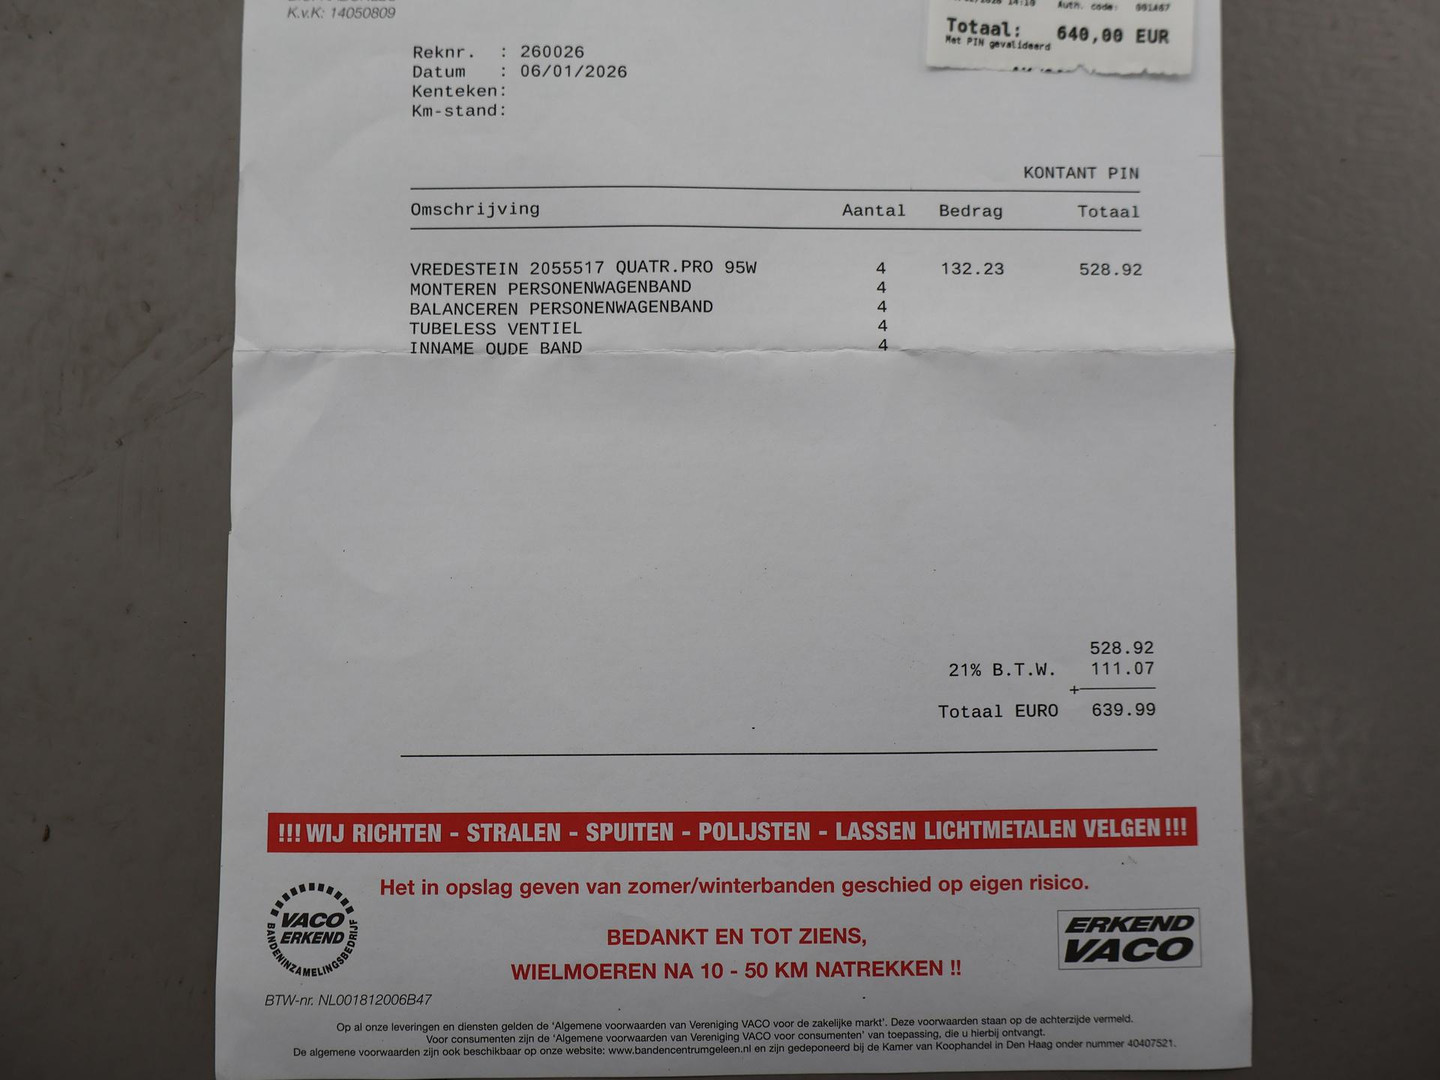 K.v.K: 14050809
Auth. code:
Totaal: 640,00 EUR
Met PIN gevalideerd
Reknr. : 260026
Datum : 06/01/2026
Kenteken:
Km-stand:
KONTANT PIN
Omschrijving Aantal Bedrag Totaal
VREDESTEIN 2055517 QUATR.PRO 95W 4 132.23 528.92
MONTEREN PERSONENWAGENBAND 4
BALANCEREN PERSONENWAGENBAND 4
TUBELESS VENTIEL 4
INNAME OUDE BAND 4
528.92
21% B.T.W. 111.07
+
Totaal EURO 639.99
!!! WIJ RICHTEN - STRALEN - SPUITEN - POLIJSTEN - LASSEN LICHTMETALEN VELGEN !!!
Het in opslag geven van zomer/winterbanden geschied op eigen risico.
VACO
ERKEND
BANDENINZAMELINGSBEDRIJF
BEDANKT EN TOT ZIENS,
WIELMOEREN NA 10 - 50 KM NATREKKEN !!
ERKEND
VACO
BTW-nr. NL001812006B47
Op al onze leveringen en diensten gelden de 'Algemene voorwaarden van Vereniging VACO voor de zakelijke markt'. Deze voorwaarden staan op de achterzijde vermeld.
Voor consumenten zijn de 'Algemene voorwaarden van Vereniging VACO voor consumenten' van toepassing, die u hierbij ontvangt.
De algemene voorwaarden zijn ook beschikbaar op onze website: www.bandencentrumgeleen.nl en zijn gedeponeerd bij de Kamer van Koophandel in Den Haag onder nummer 40407521.